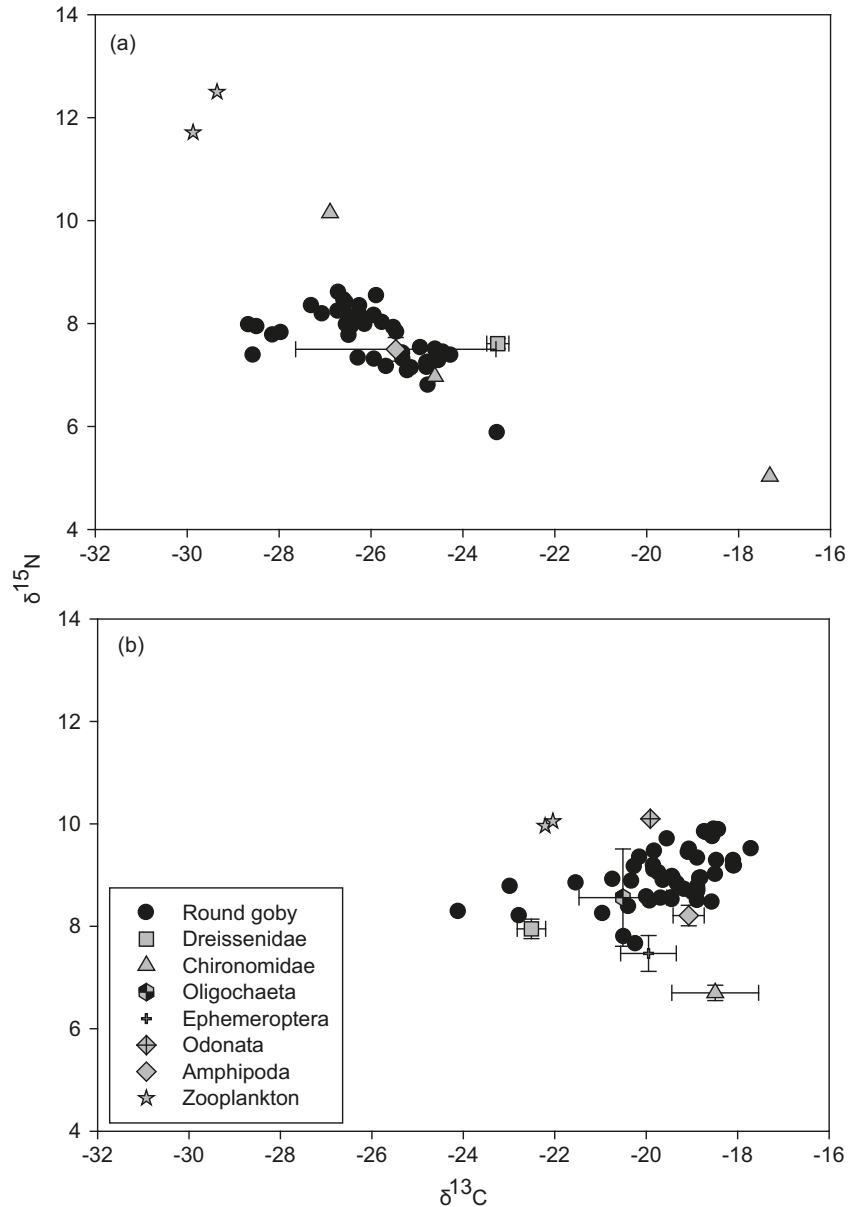 14
(a)
12
10
8
6
4
-32 -30 -28 -26 -24 -22 -20 -18 -16
δ15N
14
(b)
12
10
8
6
4
Round goby
Dreissenidae
Chironomidae
Oligochaeta
Ephemeroptera
Odonata
Amphipoda
Zooplankton
-32 -30 -28 -26 -24 -22 -20 -18 -16
δ13C